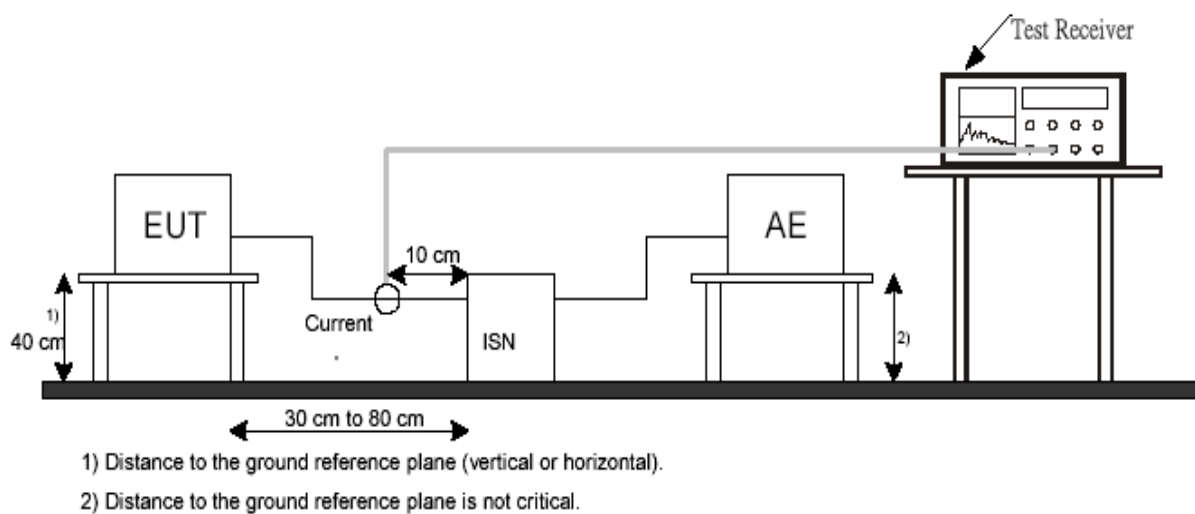 Test Receiver
EUT
AE
10 cm
Current
ISN
1)
40 cm
2)
30 cm to 80 cm
1) Distance to the ground reference plane (vertical or horizontal).
2) Distance to the ground reference plane is not critical.